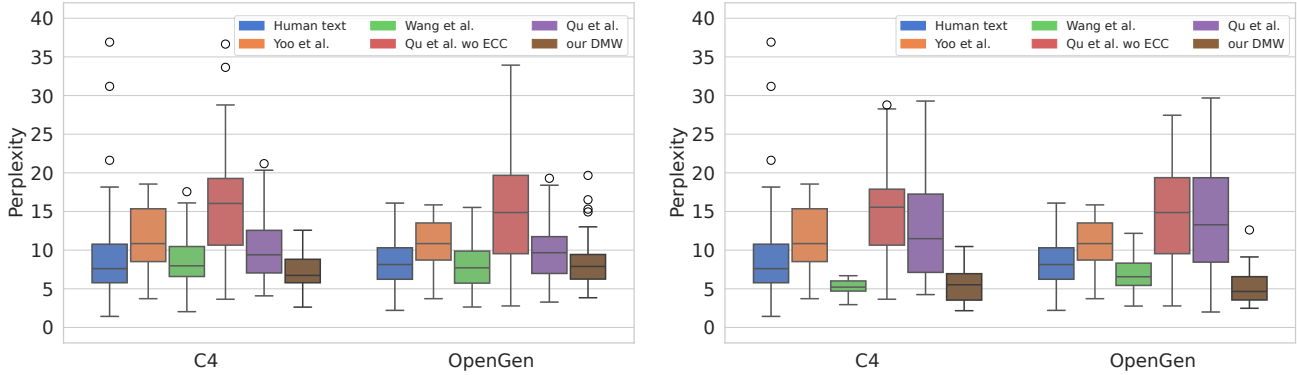 40
35
30
25
20
15
10
5
0
Perplexity
Human text
Yoo et al.
Wang et al.
Qu et al. wo ECC
Qu et al.
our DMW
C4
OpenGen
40
35
30
25
20
15
10
5
0
Perplexity
Human text
Yoo et al.
Wang et al.
Qu et al. wo ECC
Qu et al.
our DMW
C4
OpenGen